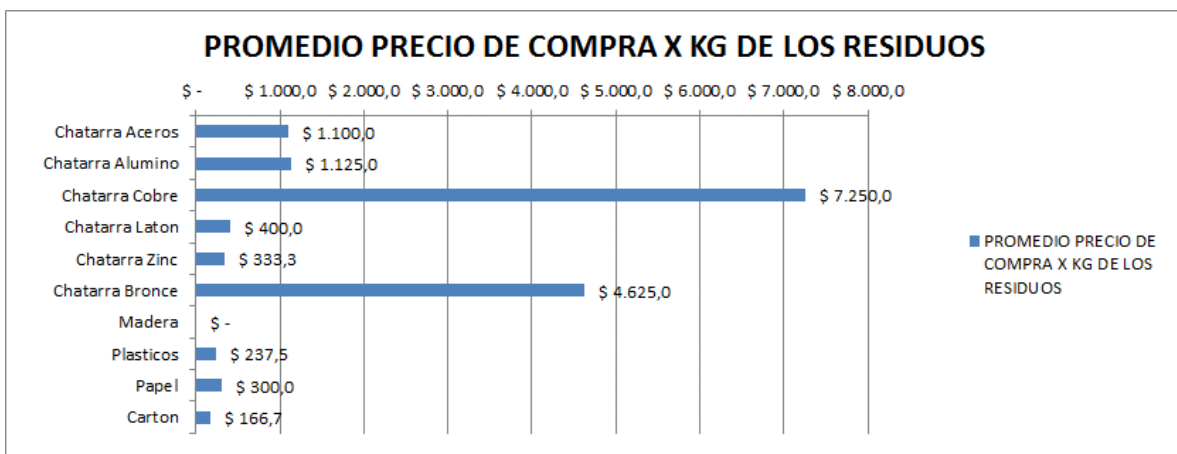 PROMEDIO PRECIO DE COMPRA X KG DE LOS RESIDUOS
$ - $ 1.000,0 $ 2.000,0 $ 3.000,0 $ 4.000,0 $ 5.000,0 $ 6.000,0 $ 7.000,0 $ 8.000,0
Chatarra Aceros $ 1.100,0
Chatarra Alumino $ 1.125,0
Chatarra Cobre $ 7.250,0
Chatarra Laton $ 400,0
Chatarra Zinc $ 333,3
Chatarra Bronce $ 4.625,0
Madera $ -
Plasticos $ 237,5
Papel $ 300,0
Carton $ 166,7
PROMEDIO PRECIO DE
COMPRA X KG DE LOS
RESIDUOS